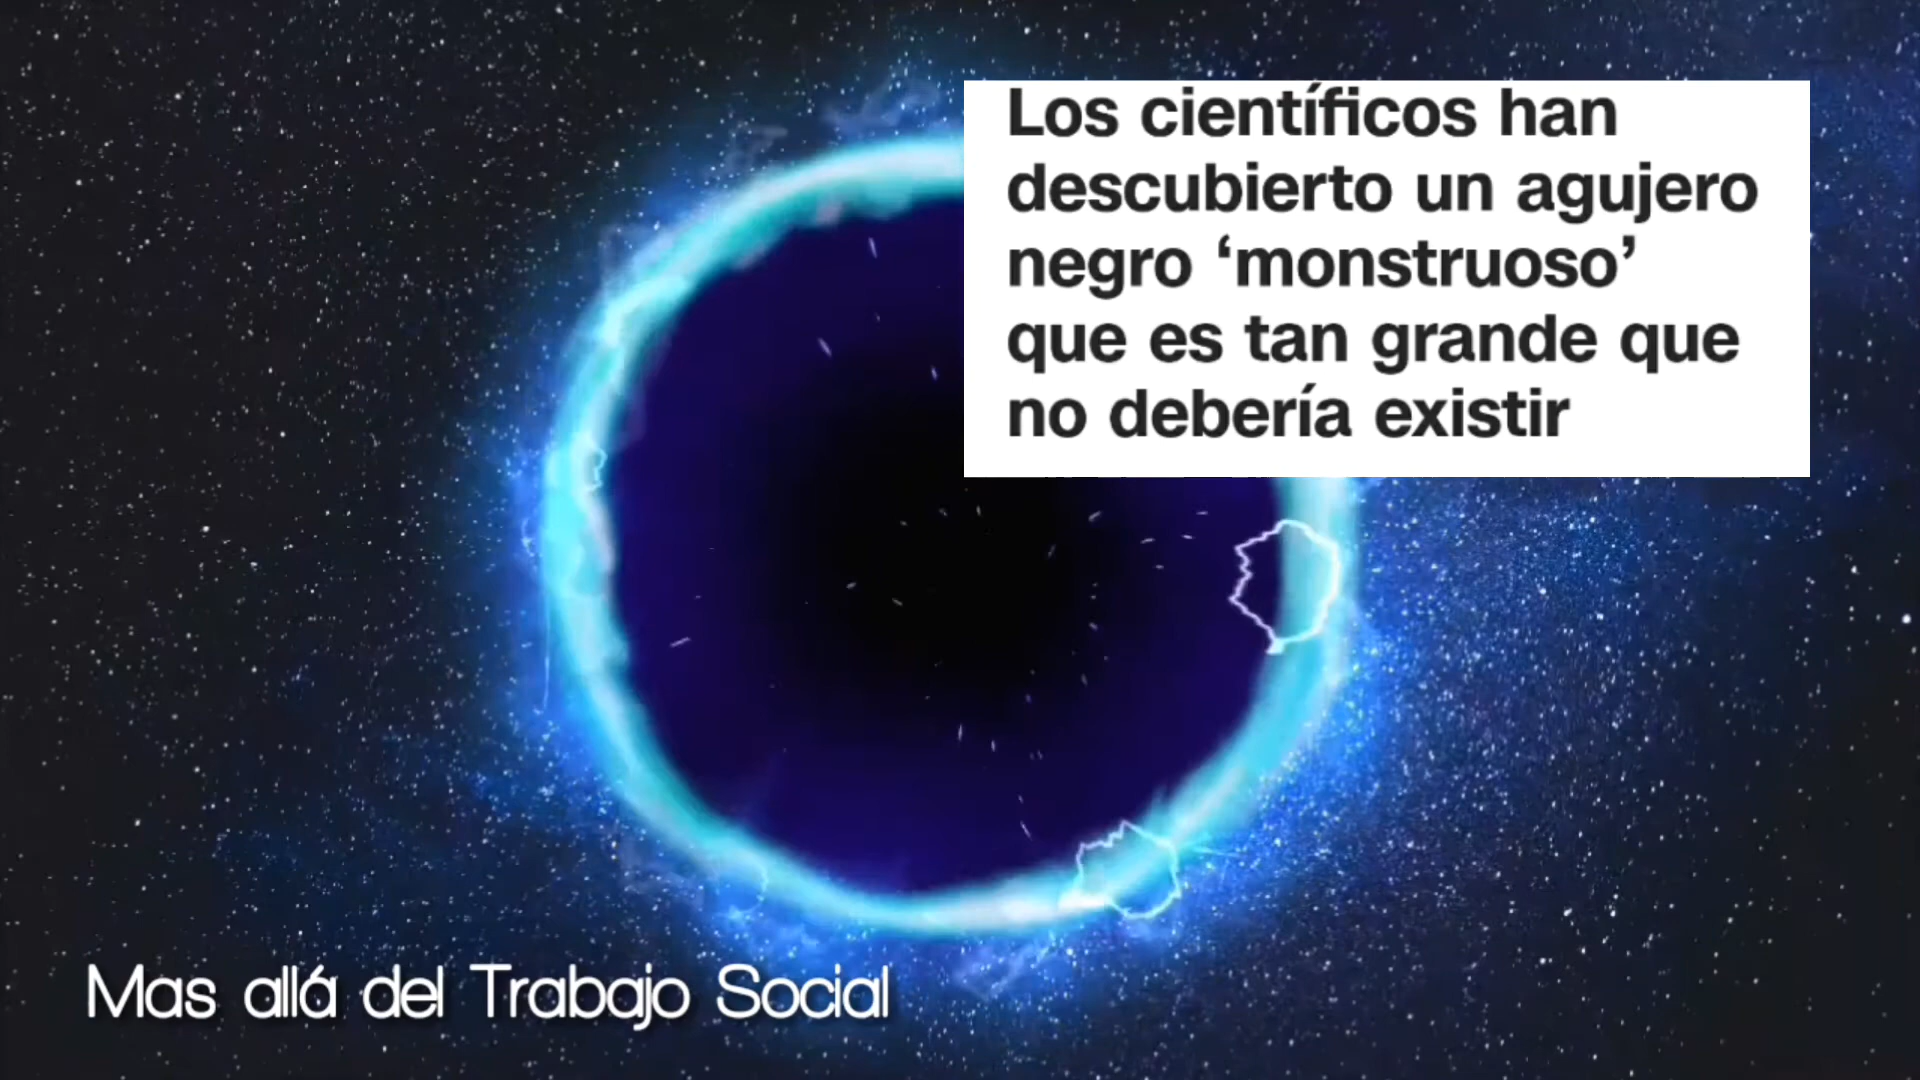 Los científicos han
descubierto un agujero
negro ‘monstruoso’
que es tan grande que
no debería existir
Mas allá del Trabajo Social